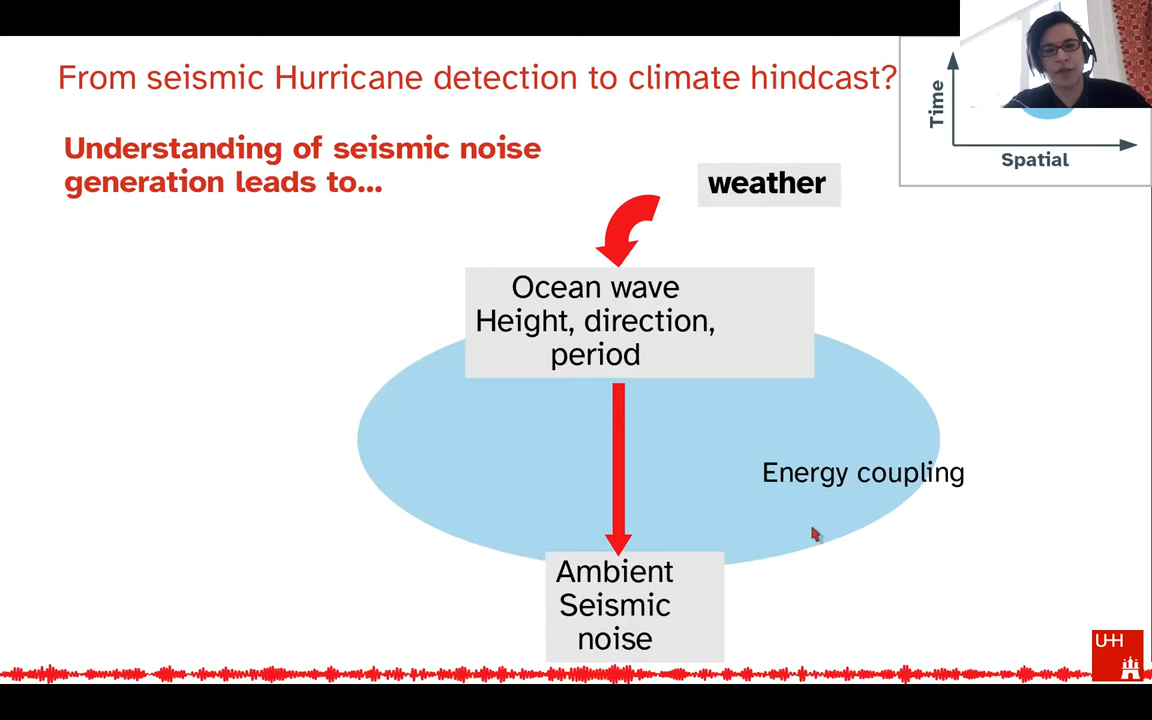 From seismic Hurricane detection to climate hindcast?
Time
Spatial
Understanding of seismic noise
generation leads to...
weather
Ocean wave
Height, direction,
period
Energy coupling
Ambient
Seismic
noise
UHH